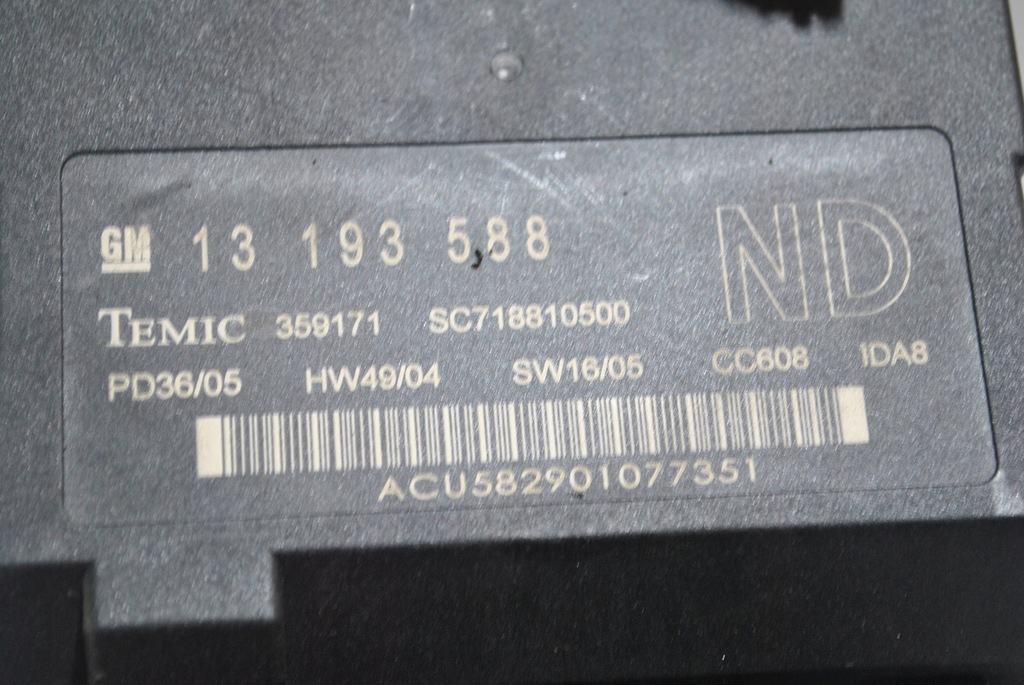 GM 13 193 588 ND
TEMIC 359171 SC718810500
PD36/05 HW49/04 SW16/05 CC608 IDA8
ACU582901077351